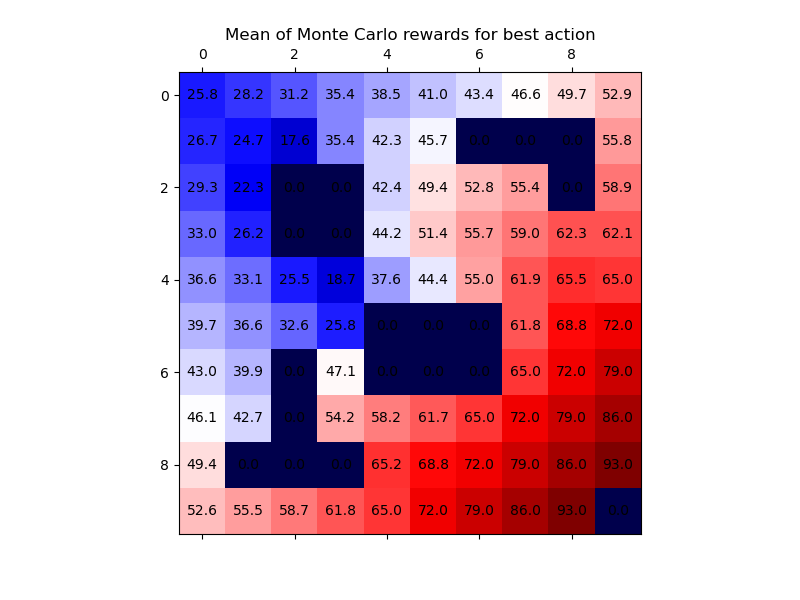 Mean of Monte Carlo rewards for best action
0 2 4 6 8
0 25.8 28.2 31.2 35.4 38.5 41.0 43.4 46.6 49.7 52.9
26.7 24.7 17.6 35.4 42.3 45.7 0.0 0.0 0.0 55.8
2 29.3 22.3 0.0 0.0 42.4 49.4 52.8 55.4 0.0 58.9
33.0 26.2 0.0 0.0 44.2 51.4 55.7 59.0 62.3 62.1
4 36.6 33.1 25.5 18.7 37.6 44.4 55.0 61.9 65.5 65.0
39.7 36.6 32.6 25.8 0.0 0.0 0.0 61.8 68.8 72.0
6 43.0 39.9 0.0 47.1 0.0 0.0 0.0 65.0 72.0 79.0
46.1 42.7 0.0 54.2 58.2 61.7 65.0 72.0 79.0 86.0
8 49.4 0.0 0.0 0.0 65.2 68.8 72.0 79.0 86.0 93.0
52.6 55.5 58.7 61.8 65.0 72.0 79.0 86.0 93.0 0.0